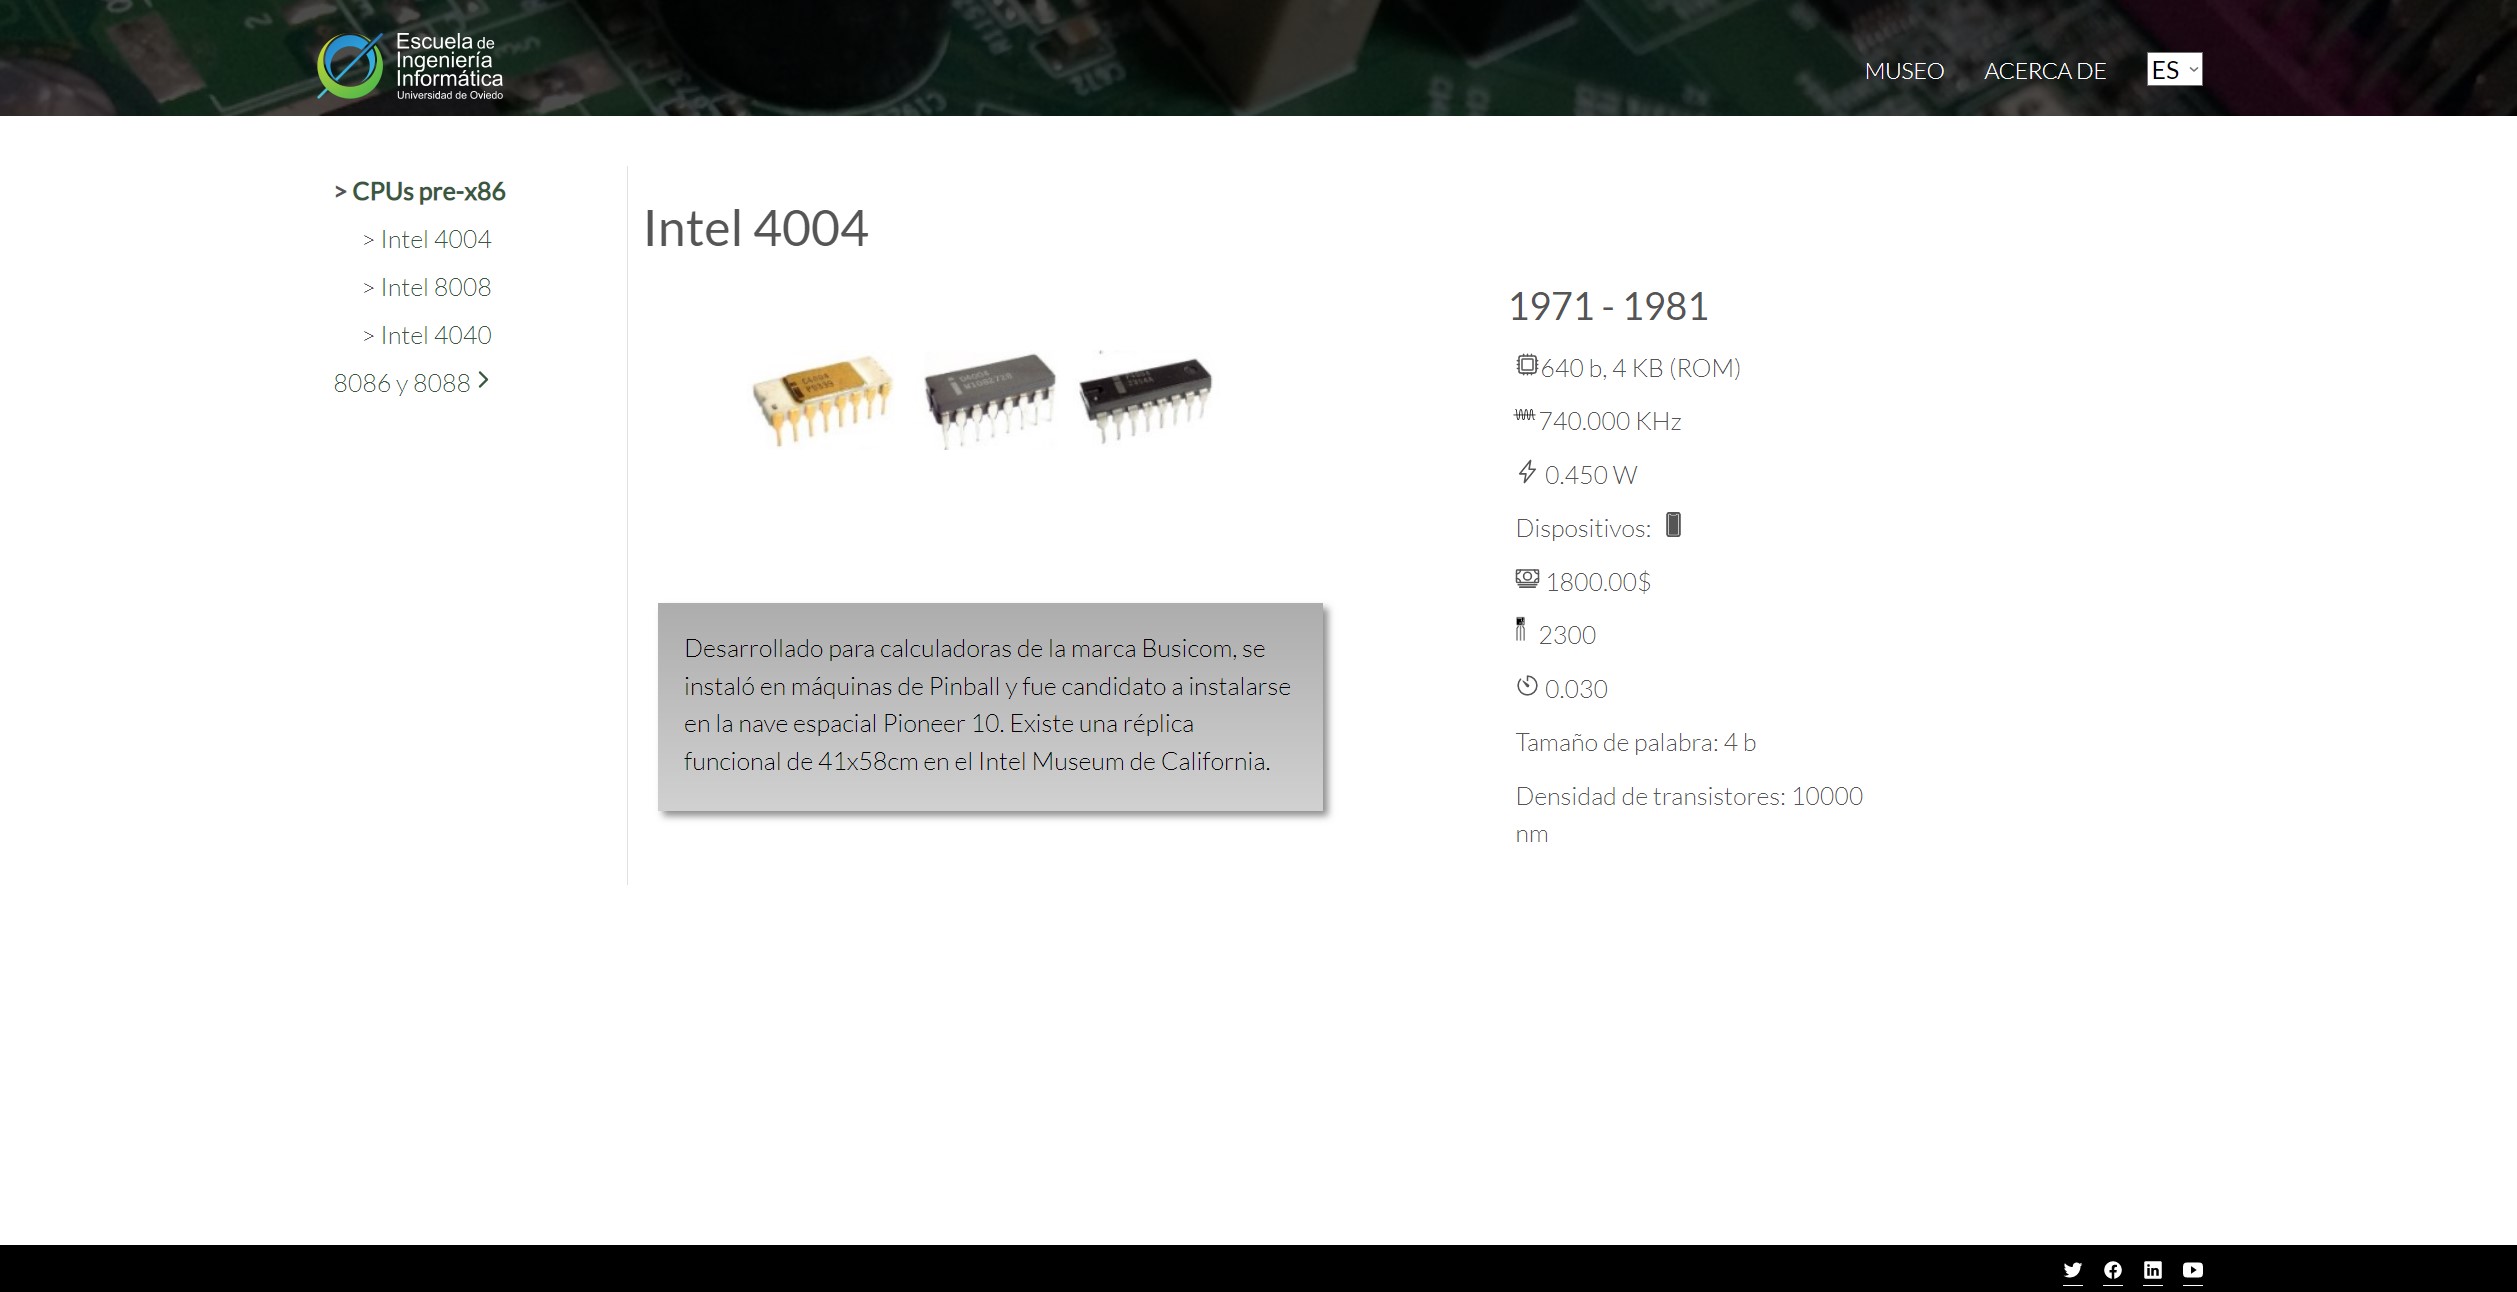 Escuela de
Ingeniería
Informática
Universidad de Oviedo
MUSEO
ACERCA DE
ES
> CPUs pre-x86
> Intel 4004
> Intel 8008
> Intel 4040
8086 y 8088 >
Intel 4004
C4004
D4004
Desarrollado para calculadoras de la marca Busicom, se
instaló en máquinas de Pinball y fue candidato a instalarse
en la nave espacial Pioneer 10. Existe una réplica
funcional de 41x58cm en el Intel Museum de California.
1971 - 1981
640 b, 4 KB (ROM)
740.000 KHz
0.450 W
Dispositivos:
1800.00$
2300
0.030
Tamaño de palabra: 4 b
Densidad de transistores: 10000
nm